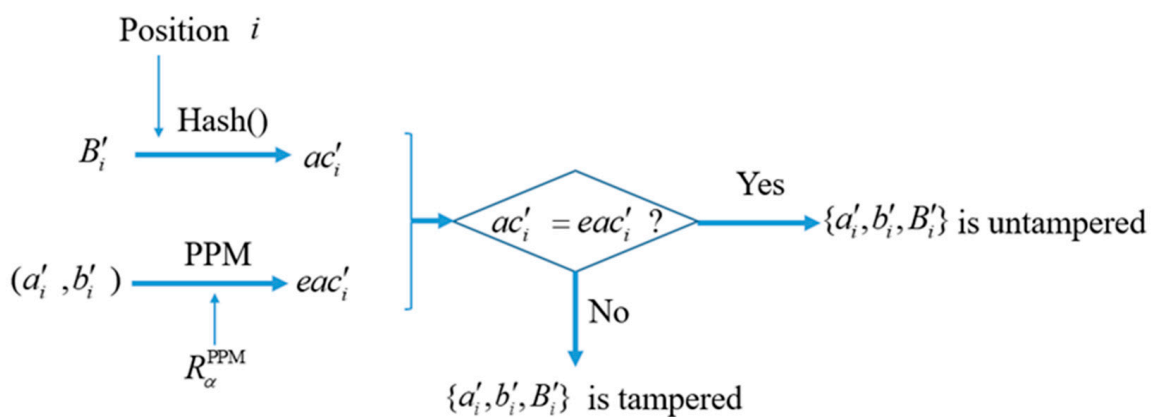 Position i
Hash()
B′ᵢ
ac′ᵢ
ac′ᵢ = eac′ᵢ ?
Yes
{a′ᵢ, b′ᵢ, B′ᵢ} is untampered
PPM
(a′ᵢ ,b′ᵢ )
eac′ᵢ
No
R_α^PPM
{a′ᵢ, b′ᵢ, B′ᵢ} is tampered